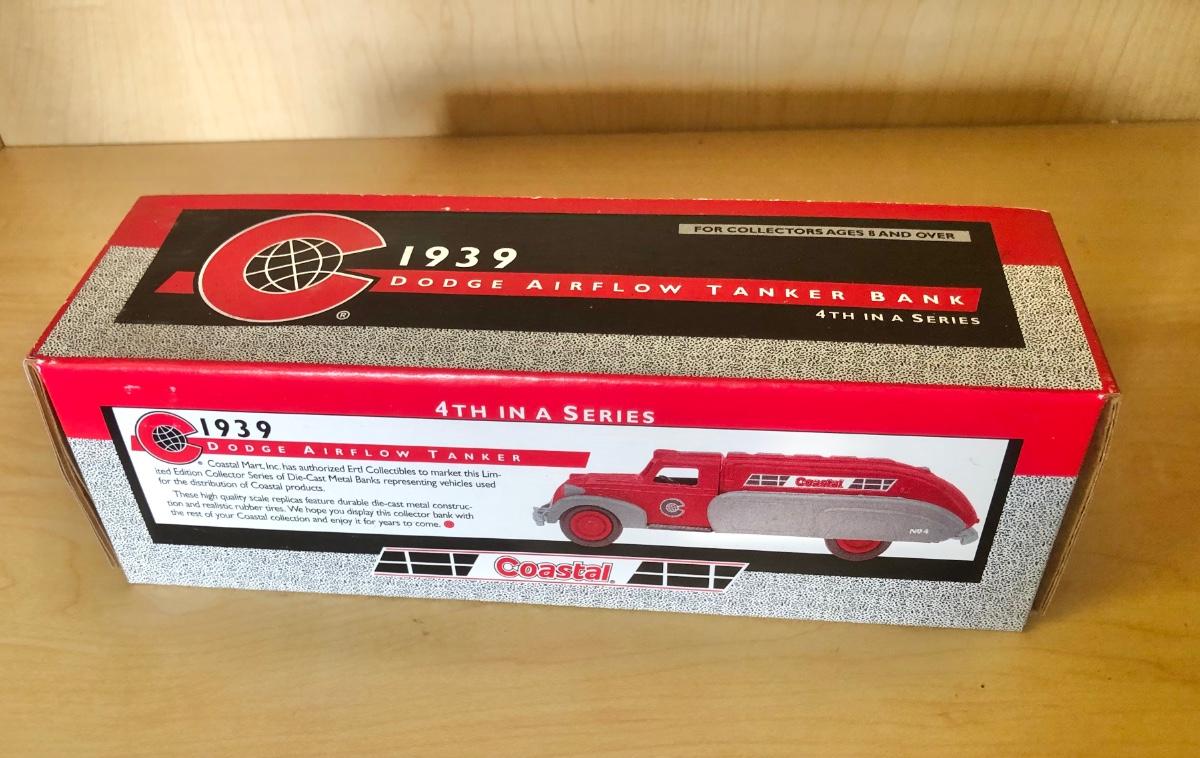 FOR COLLECTORS AGES 8 AND OVER
1939
DODGE AIRFLOW TANKER BANK
4TH IN A SERIES
®
4TH IN A SERIES
1939
DODGE AIRFLOW TANKER
® Coastal Mart, Inc. has authorized Ertl Collectibles to market this Lim-
ited Edition Collector Series of Die-Cast Metal Banks representing vehicles used
for the distribution of Coastal products.
These high quality scale replicas feature durable die-cast metal construc-
tion and realistic rubber tires. We hope you display this collector bank with
the rest of your Coastal collection and enjoy it for years to come.
Coastal
No 4
Coastal®